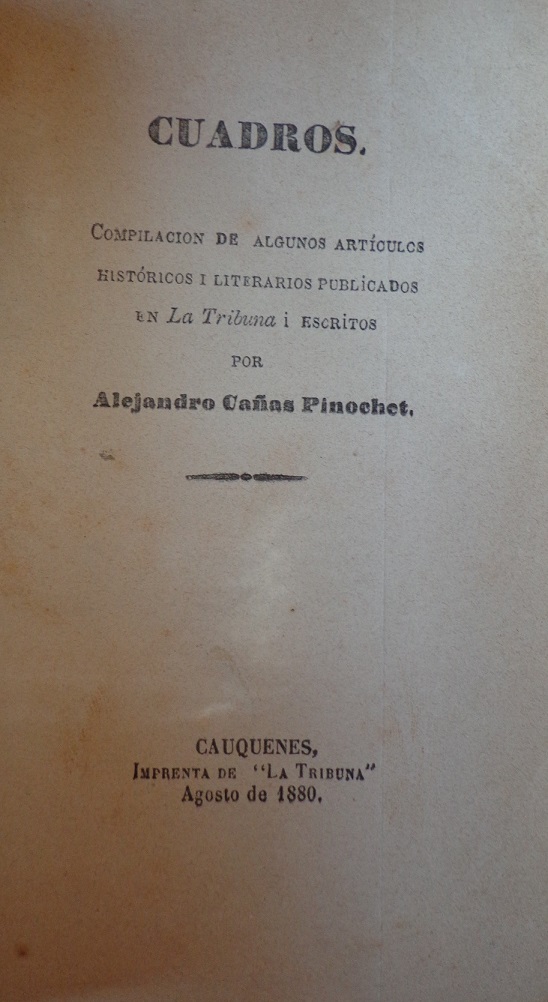 CUADROS.
COMPILACION DE ALGUNOS ARTÍCULOS
HISTÓRICOS I LITERARIOS PUBLICADOS
EN La Tribuna i ESCRITOS
POR
Alejandro Cañas Pinochet.
CAUQUENES,
IMPRENTA DE "LA TRIBUNA"
Agosto de 1880.